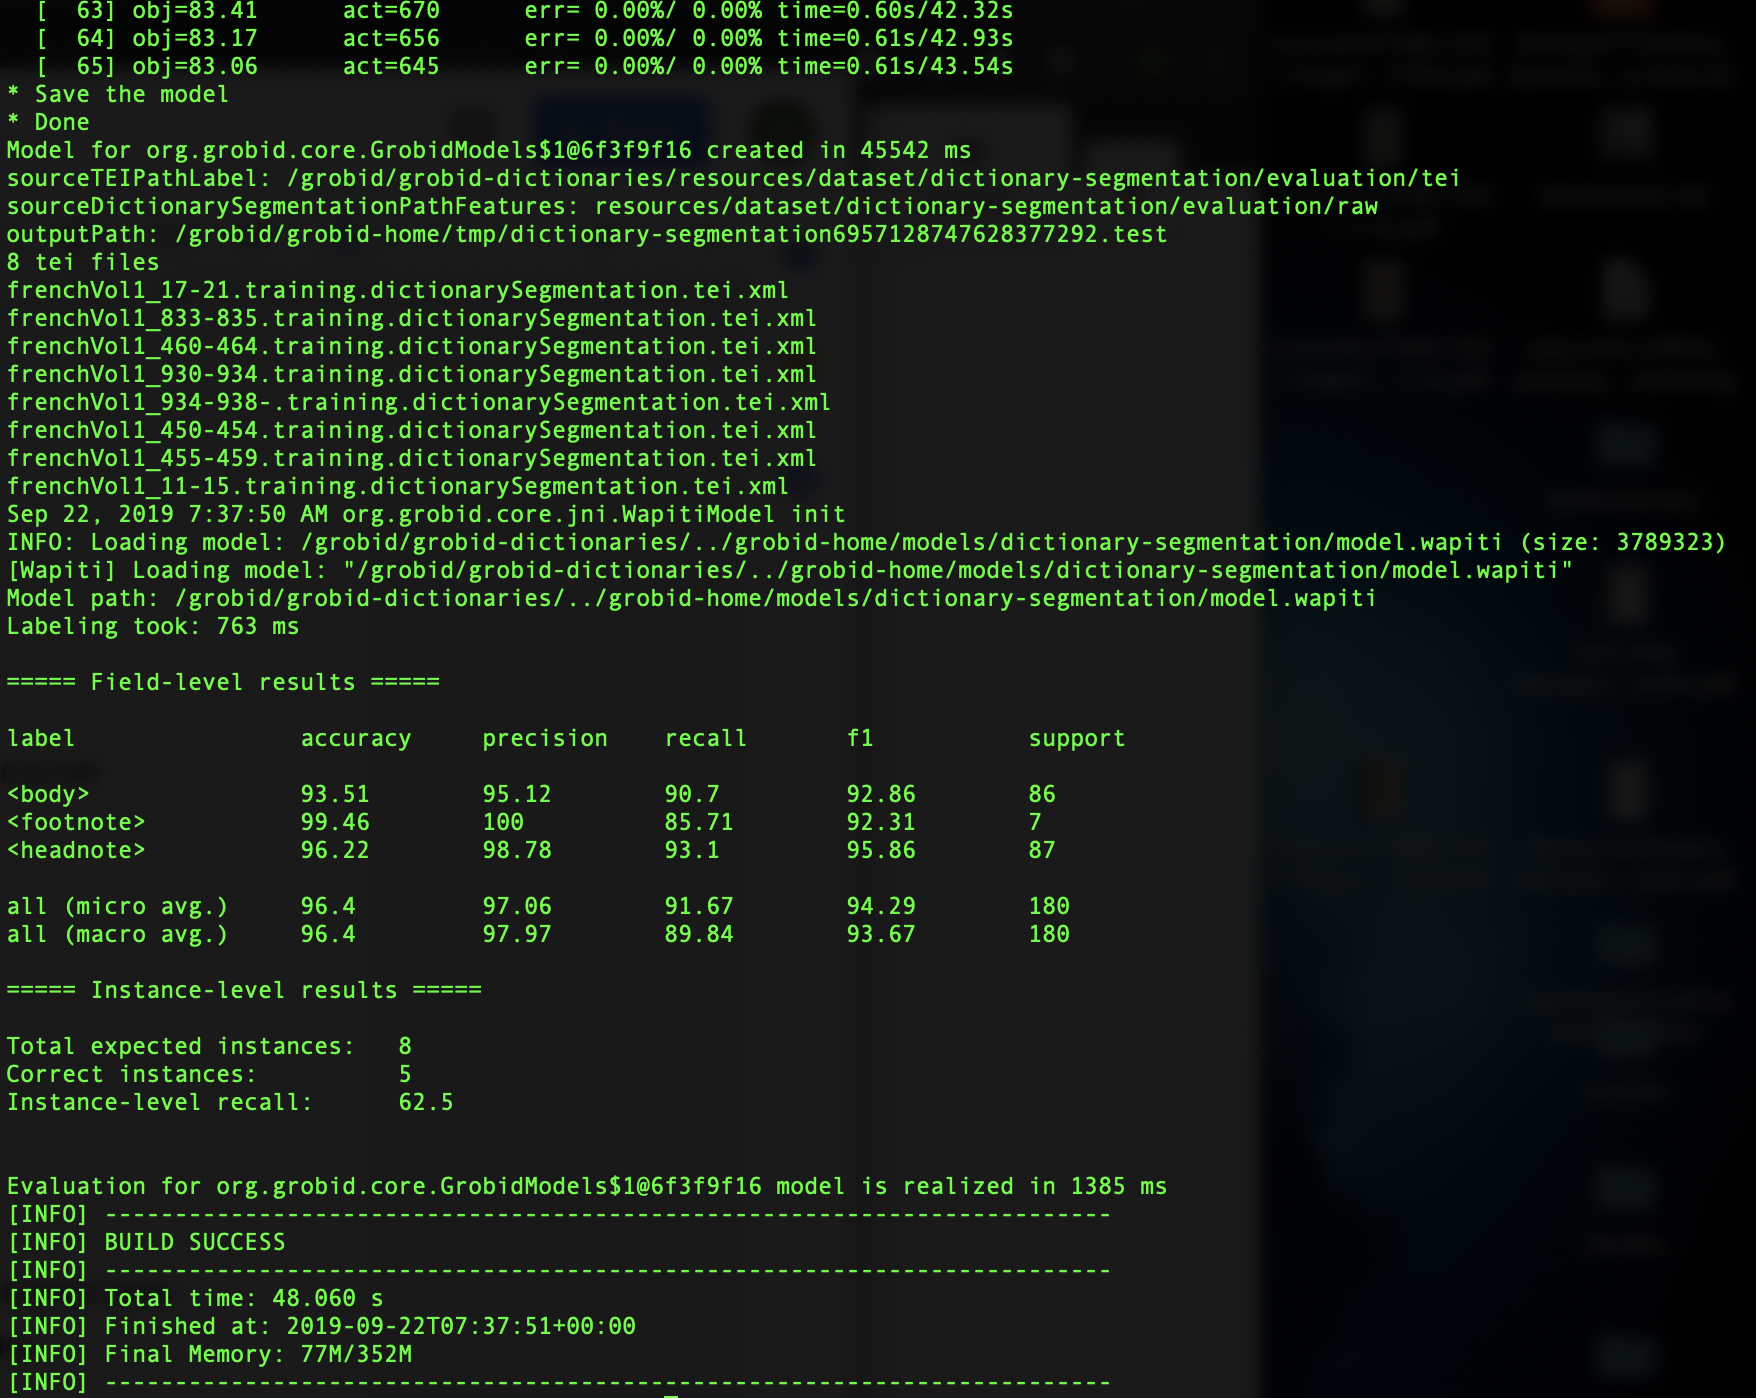 [  63] obj=83.41      act=670      err= 0.00%/ 0.00% time=0.60s/42.32s
[  64] obj=83.17      act=656      err= 0.00%/ 0.00% time=0.61s/42.93s
[  65] obj=83.06      act=645      err= 0.00%/ 0.00% time=0.61s/43.54s
* Save the model
* Done
Model for org.grobid.core.GrobidModels$1@6f3f9f16 created in 45542 ms
sourceTEIPathLabel: /grobid/grobid-dictionaries/resources/dataset/dictionary-segmentation/evaluation/tei
sourceDictionarySegmentationPathFeatures: resources/dataset/dictionary-segmentation/evaluation/raw
outputPath: /grobid/grobid-home/tmp/dictionary-segmentation6957128747628377292.test
8 tei files
frenchVol1_17-21.training.dictionarySegmentation.tei.xml
frenchVol1_833-835.training.dictionarySegmentation.tei.xml
frenchVol1_460-464.training.dictionarySegmentation.tei.xml
frenchVol1_930-934.training.dictionarySegmentation.tei.xml
frenchVol1_934-938-.training.dictionarySegmentation.tei.xml
frenchVol1_450-454.training.dictionarySegmentation.tei.xml
frenchVol1_455-459.training.dictionarySegmentation.tei.xml
frenchVol1_11-15.training.dictionarySegmentation.tei.xml
Sep 22, 2019 7:37:50 AM org.grobid.core.jni.WapitiModel init
INFO: Loading model: /grobid/grobid-dictionaries/../grobid-home/models/dictionary-segmentation/model.wapiti (size: 3789323)
[Wapiti] Loading model: "/grobid/grobid-dictionaries/../grobid-home/models/dictionary-segmentation/model.wapiti"
Model path: /grobid/grobid-dictionaries/../grobid-home/models/dictionary-segmentation/model.wapiti
Labeling took: 763 ms
===== Field-level results =====
label                accuracy     precision    recall       f1           support
<body>               93.51        95.12        90.7         92.86        86
<footnote>           99.46        100          85.71        92.31        7
<headnote>           96.22        98.78        93.1         95.86        87
all (micro avg.)     96.4         97.06        91.67        94.29        180
all (macro avg.)     96.4         97.97        89.84        93.67        180
===== Instance-level results =====
Total expected instances:   8
Correct instances:          5
Instance-level recall:      62.5
Evaluation for org.grobid.core.GrobidModels$1@6f3f9f16 model is realized in 1385 ms
[INFO] ------------------------------------------------------------------------
[INFO] BUILD SUCCESS
[INFO] ------------------------------------------------------------------------
[INFO] Total time: 48.060 s
[INFO] Finished at: 2019-09-22T07:37:51+00:00
[INFO] Final Memory: 77M/352M
[INFO] ------------------------------------------------------------------------